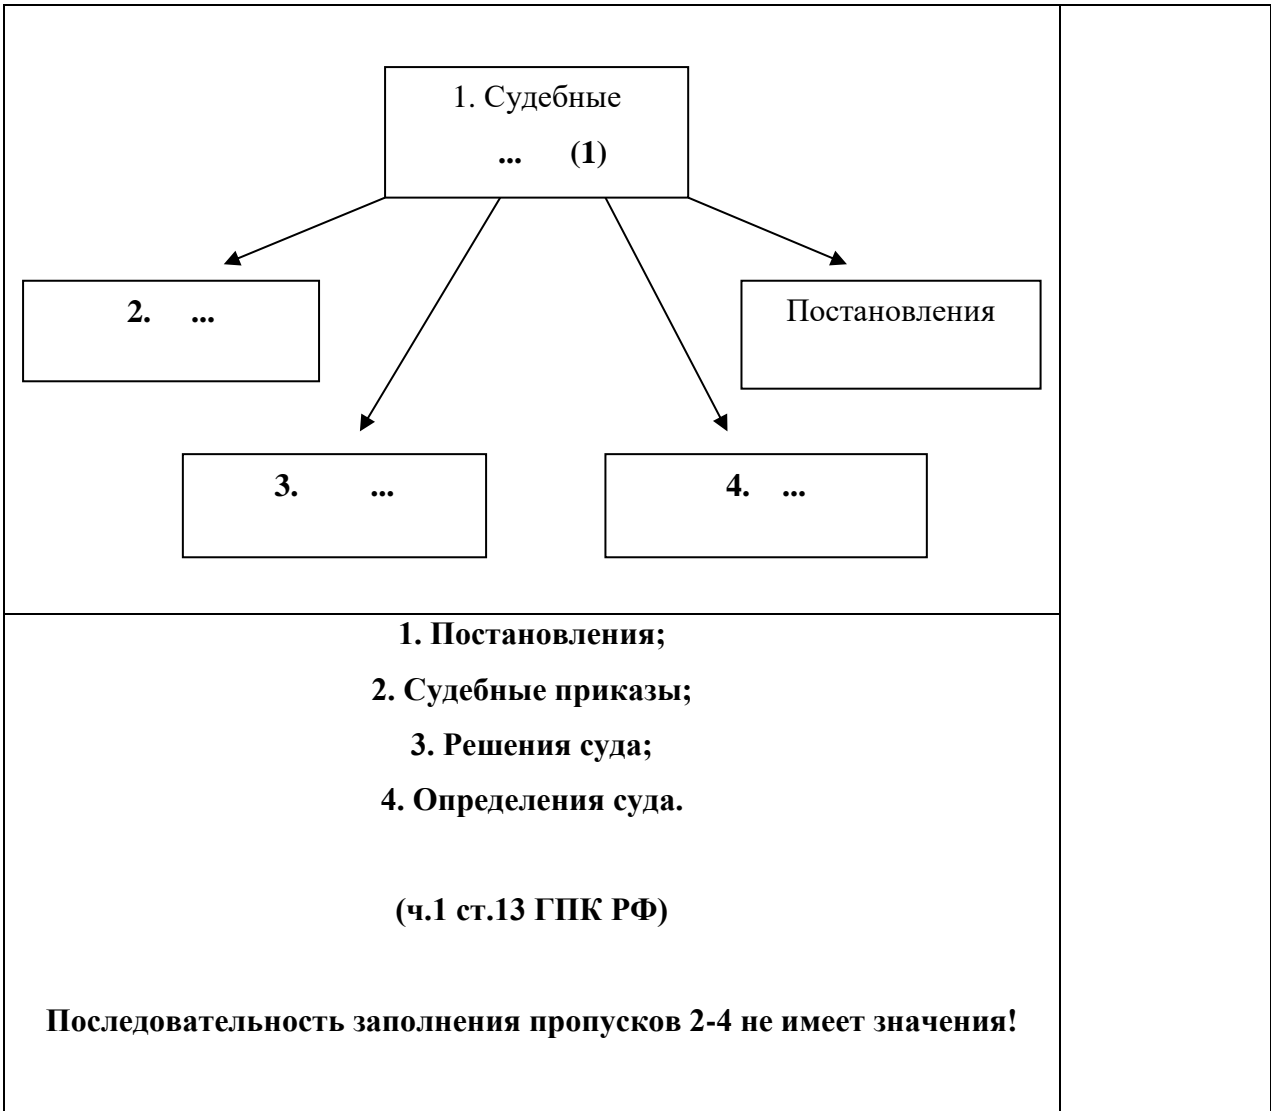 1. Судебные
... (1)
2. ...
Постановления
3. ...
4. ...
1. Постановления;
2. Судебные приказы;
3. Решения суда;
4. Определения суда.
(ч.1 ст.13 ГПК РФ)
Последовательность заполнения пропусков 2-4 не имеет значения!